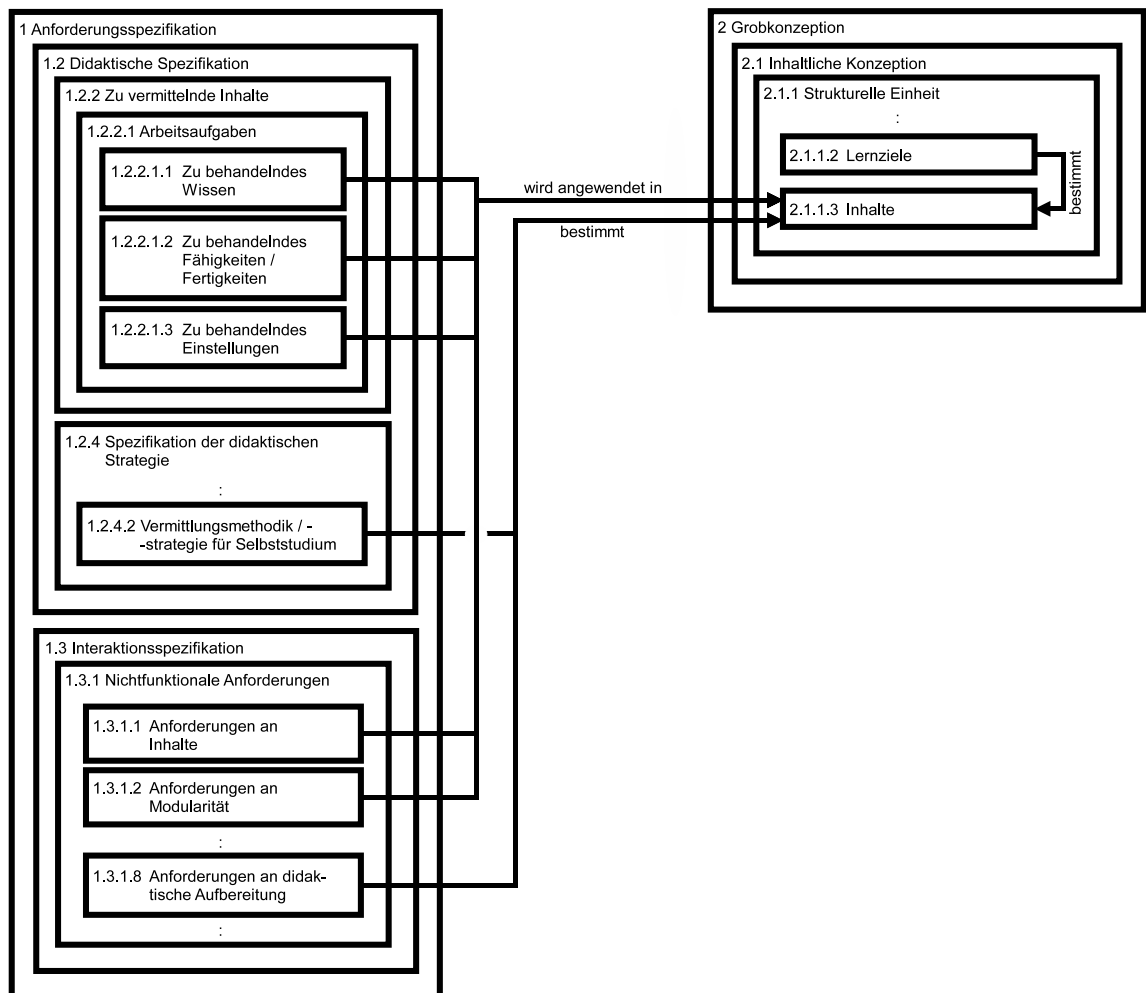 1 Anforderungsspezifikation
1.2 Didaktische Spezifikation
1.2.2 Zu vermittelnde Inhalte
1.2.2.1 Arbeitsaufgaben
1.2.2.1.1 Zu behandelndes
Wissen
1.2.2.1.2 Zu behandelndes
Fähigkeiten /
Fertigkeiten
1.2.2.1.3 Zu behandelndes
Einstellungen
1.2.4 Spezifikation der didaktischen
Strategie
:
1.2.4.2 Vermittlungsmethodik / -
-strategie für Selbststudium
1.3 Interaktionsspezifikation
1.3.1 Nichtfunktionale Anforderungen
1.3.1.1 Anforderungen an
Inhalte
1.3.1.2 Anforderungen an
Modularität
:
1.3.1.8 Anforderungen an didak-
tische Aufbereitung
:
wird angewendet in
bestimmt
2 Grobkonzeption
2.1 Inhaltliche Konzeption
2.1.1 Strukturelle Einheit
:
2.1.1.2 Lernziele
2.1.1.3 Inhalte
bestimmt